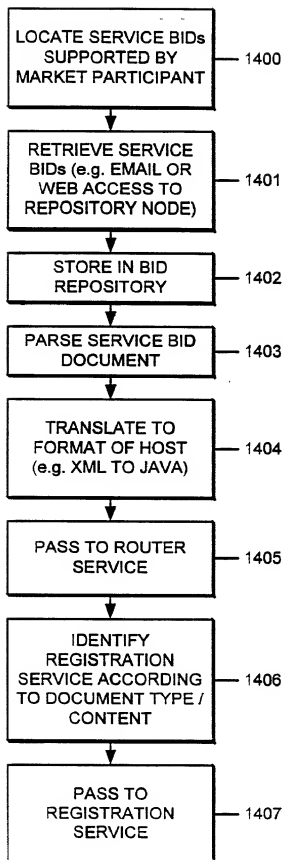 LOCATE SERVICE BIDs
SUPPORTED BY
MARKET PARTICIPANT
1400
RETRIEVE SERVICE
BIDs (e.g. EMAIL OR
WEB ACCESS TO
REPOSITORY NODE)
1401
STORE IN BID
REPOSITORY
1402
PARSE SERVICE BID
DOCUMENT
1403
TRANSLATE TO
FORMAT OF HOST
(e.g. XML TO JAVA)
1404
PASS TO ROUTER
SERVICE
1405
IDENTIFY
REGISTRATION
SERVICE ACCORDING
TO DOCUMENT TYPE /
CONTENT
1406
PASS TO
REGISTRATION
SERVICE
1407